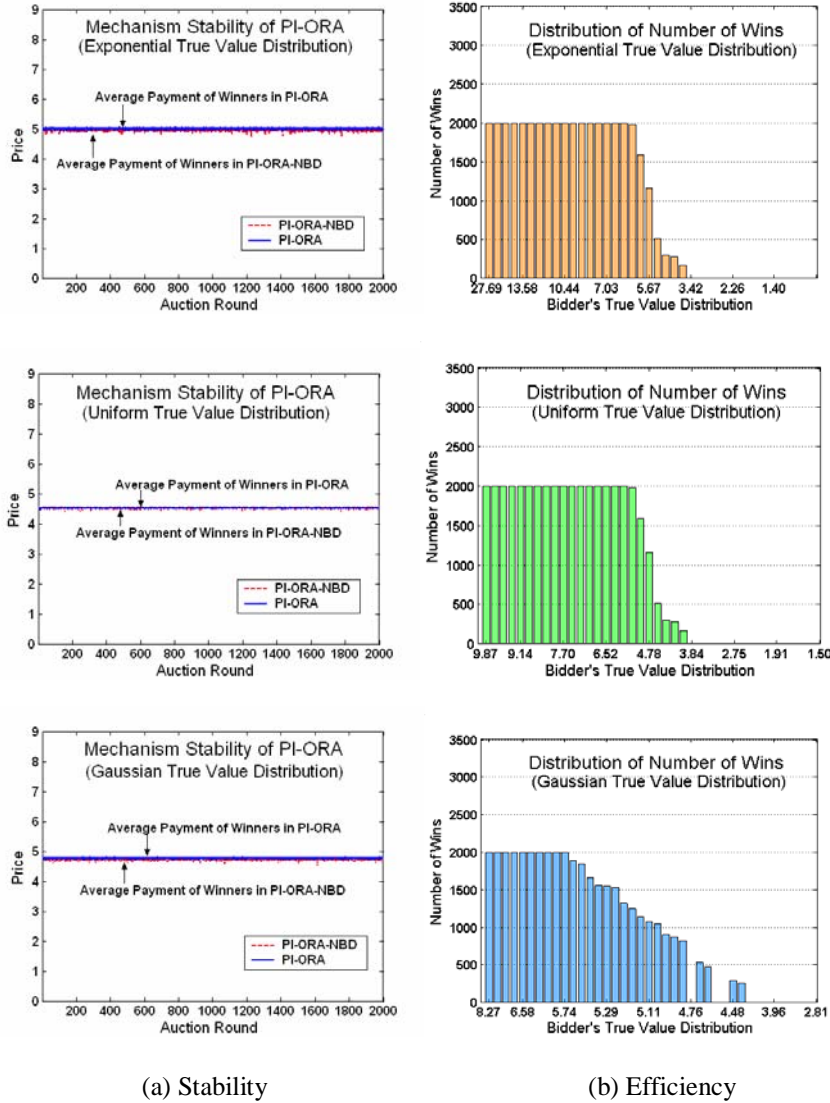 Mechanism Stability of PI-ORA
(Exponential True Value Distribution)
9
8
7
6
5
4
3
2
1
0
Price
Average Payment of Winners in PI-ORA
Average Payment of Winners in PI-ORA-NBD
PI-ORA-NBD
PI-ORA
200 400 600 800 1000 1200 1400 1600 1800 2000
Auction Round
Distribution of Number of Wins
(Exponential True Value Distribution)
3500
3000
2500
2000
1500
1000
500
0
Number of Wins
27.69 13.58 10.44 7.03 5.67 3.42 2.26 1.40
Bidder's True Value Distribution
Mechanism Stability of PI-ORA
(Uniform True Value Distribution)
9
8
7
6
5
4
3
2
1
0
Price
Average Payment of Winners in PI-ORA
Average Payment of Winners in PI-ORA-NBD
PI-ORA-NBD
PI-ORA
200 400 600 800 1000 1200 1400 1600 1800 2000
Auction Round
Distribution of Number of Wins
(Uniform True Value Distribution)
3500
3000
2500
2000
1500
1000
500
0
Number of Wins
9.87 9.14 7.70 6.52 4.78 3.84 2.75 1.91 1.50
Bidder's True Value Distribution
Mechanism Stability of PI-ORA
(Gaussian True Value Distribution)
9
8
7
6
5
4
3
2
1
0
Price
Average Payment of Winners in PI-ORA
Average Payment of Winners in PI-ORA-NBD
PI-ORA-NBD
PI-ORA
200 400 600 800 1000 1200 1400 1600 1800 2000
Auction Round
Distribution of Number of Wins
(Gaussian True Value Distribution)
3500
3000
2500
2000
1500
1000
500
0
Number of Wins
8.27 6.58 5.74 5.29 5.11 4.76 4.48 3.96 2.81
Bidder's True Value Distribution
(a) Stability
(b) Efficiency